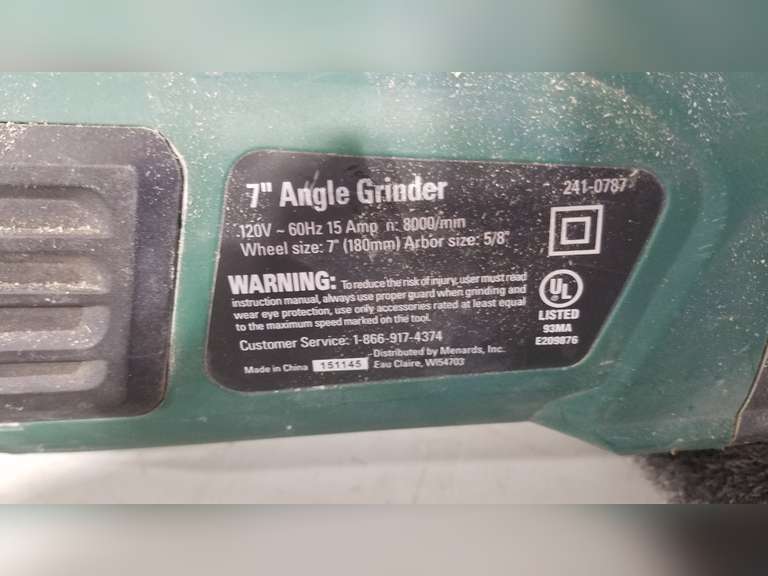 7" Angle Grinder
241-0787
120V ~ 60Hz 15 Amp n: 8000/min
Wheel size: 7" (180mm) Arbor size: 5/8"
WARNING: To reduce the risk of injury, user must read
instruction manual, always use proper guard when grinding and
wear eye protection, use only accessories rated at least equal
to the maximum speed marked on the tool.
UL
LISTED
93MA
E209876
Customer Service: 1-866-917-4374
Made in China 151145 Distributed by Menards, Inc.
Eau Claire, WI54703